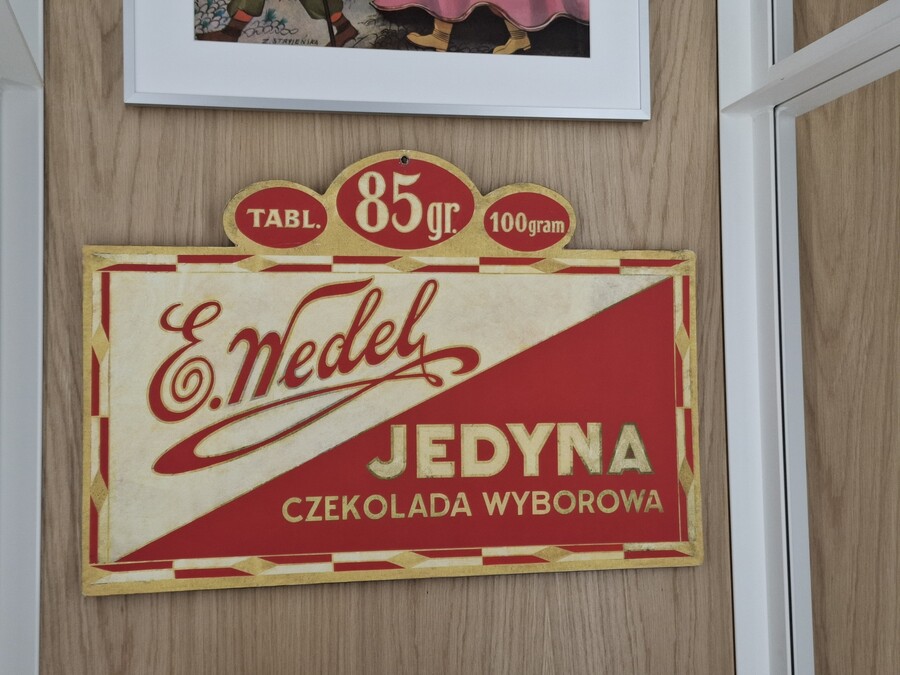 TABL. 85 gr. 100 gram
E. Wedel
JEDYNA
CZEKOLADA WYBOROWA